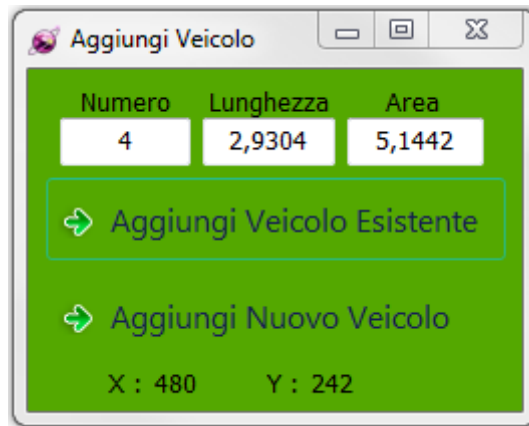 Aggiungi Veicolo
Numero Lunghezza Area
4 2,9304 5,1442
Aggiungi Veicolo Esistente
Aggiungi Nuovo Veicolo
X : 480 Y : 242